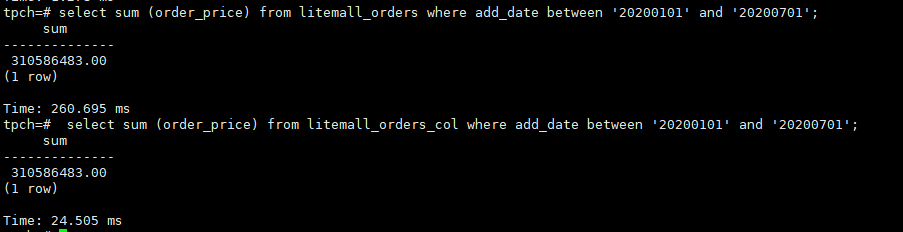 tpch=# select sum (order_price) from litemall_orders where add_date between '20200101' and '20200701';
sum
--------------
310586483.00
(1 row)
Time: 260.695 ms
tpch=#  select sum (order_price) from litemall_orders_col where add_date between '20200101' and '20200701';
sum
--------------
310586483.00
(1 row)
Time: 24.505 ms